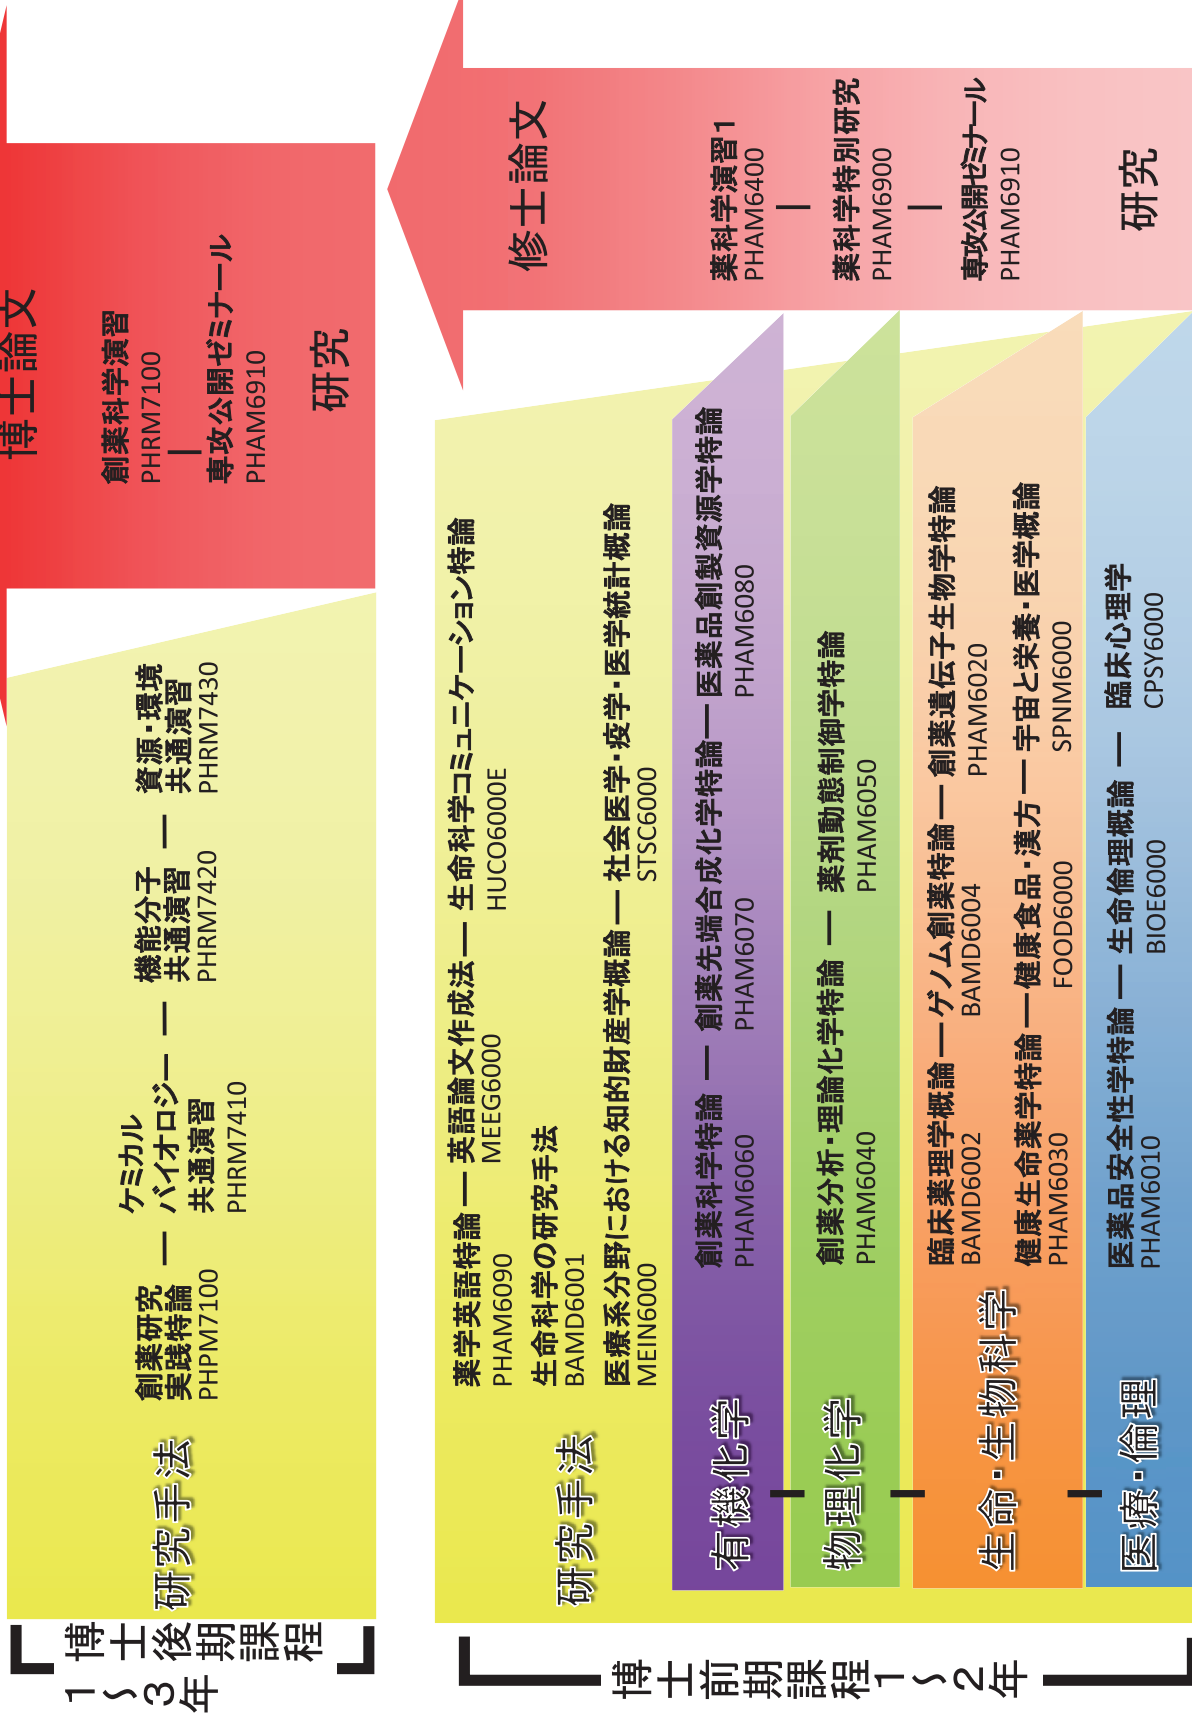 博士論文
創薬科学演習
PHRM7100
専攻公開ゼミナール
PHAM6910
研究
資源・環境
共通演習
PHRM7430
機能分子
共通演習
PHRM7420
ケミカル
バイオロジー
共通演習
PHRM7410
創薬研究
実践特論
PHPM7100
研究手法
博士後期課程
1～3年
修士論文
薬科学演習1
PHAM6400
薬科学特別研究
PHAM6900
専攻公開ゼミナール
PHAM6910
研究
薬学英語特論 ― 英語論文作成法 ― 生命科学コミュニケーション特論
PHAM6090 MEEG6000 HUCO6000E
生命科学の研究手法
BAMD6001
医療系分野における知的財産学概論 ― 社会医学・疫学・医学統計概論
MEIN6000 STSC6000
研究手法
創薬科学特論 ― 創薬先端合成化学特論 ― 医薬品創製資源学特論
PHAM6060 PHAM6070 PHAM6080
有機化学
創薬分析・理論化学特論 ― 薬剤動態制御学特論
PHAM6040 PHAM6050
物理化学
臨床薬理学概論 ― ゲノム創薬特論 ― 創薬遺伝子生物学特論
BAMD6002 BAMD6004 PHAM6020
健康生命薬学特論 ― 健康食品・漢方 ― 宇宙と栄養・医学概論
PHAM6030 FOOD6000 SPNM6000
生命・生物科学
医薬品安全性学特論 ― 生命倫理概論 ― 臨床心理学
PHAM6010 BIOE6000 CPSY6000
医療・倫理
博士前期課程1～2年